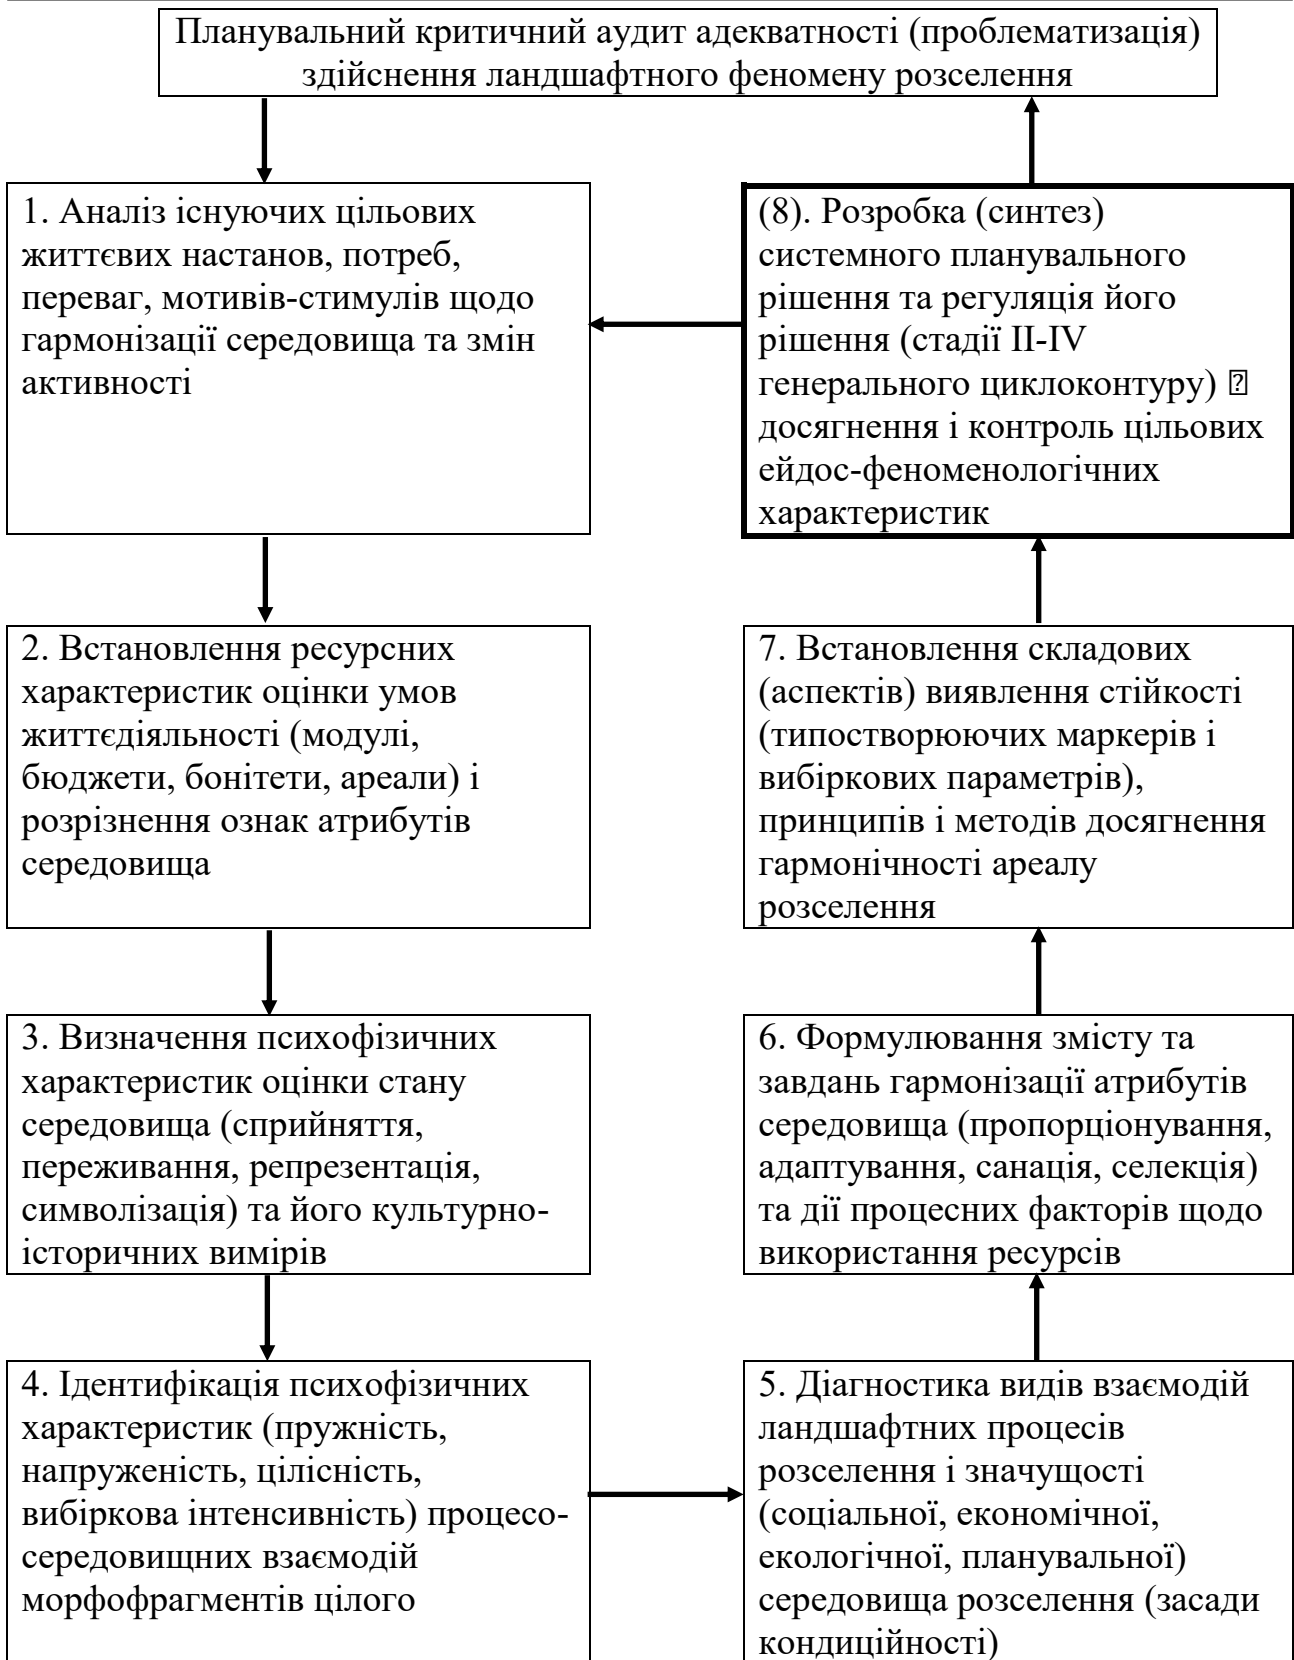 Планувальний критичний аудит адекватності (проблематизація)
здійснення ландшафтного феномену розселення
1. Аналіз існуючих цільових
життєвих настанов, потреб,
переваг, мотивів-стимулів щодо
гармонізації середовища та змін
активності
(8). Розробка (синтез)
системного планувального
рішення та регуляція його
рішення (стадії II-IV
генерального циклоконтуру) ⍰
досягнення і контроль цільових
ейдос-феноменологічних
характеристик
2. Встановлення ресурсних
характеристик оцінки умов
життєдіяльності (модулі,
бюджети, бонітети, ареали) і
розрізнення ознак атрибутів
середовища
7. Встановлення складових
(аспектів) виявлення стійкості
(типостворюючих маркерів і
вибіркових параметрів),
принципів і методів досягнення
гармонічності ареалу
розселення
3. Визначення психофізичних
характеристик оцінки стану
середовища (сприйняття,
переживання, репрезентація,
символізація) та його культурно-
історичних вимірів
6. Формулювання змісту та
завдань гармонізації атрибутів
середовища (пропорціонування,
адаптування, санація, селекція)
та дії процесних факторів щодо
використання ресурсів
4. Ідентифікація психофізичних
характеристик (пружність,
напруженість, цілісність,
вибіркова інтенсивність) процесо-
середовищних взаємодій
морфофрагментів цілого
5. Діагностика видів взаємодій
ландшафтних процесів
розселення і значущості
(соціальної, економічної,
екологічної, планувальної)
середовища розселення (засади
кондиційності)